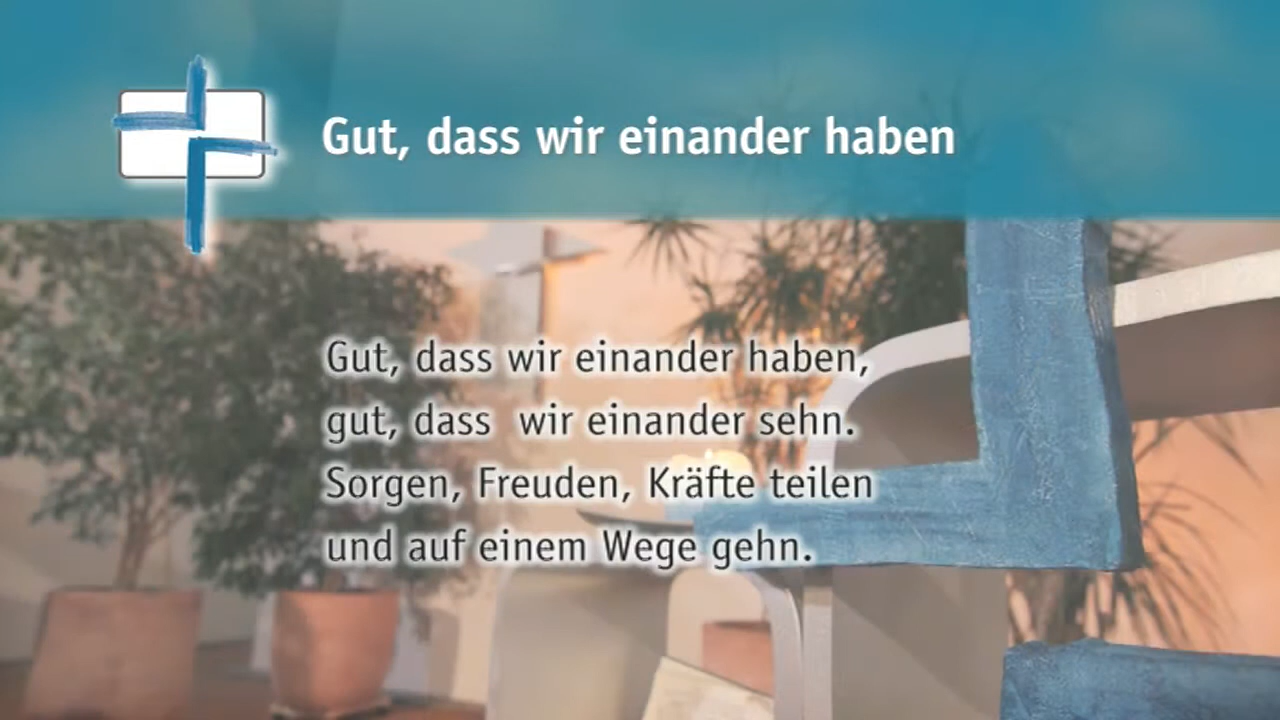 Gut, dass wir einander haben
Gut, dass wir einander haben,
gut, dass wir einander sehn.
Sorgen, Freuden, Kräfte teilen
und auf einem Wege gehn.